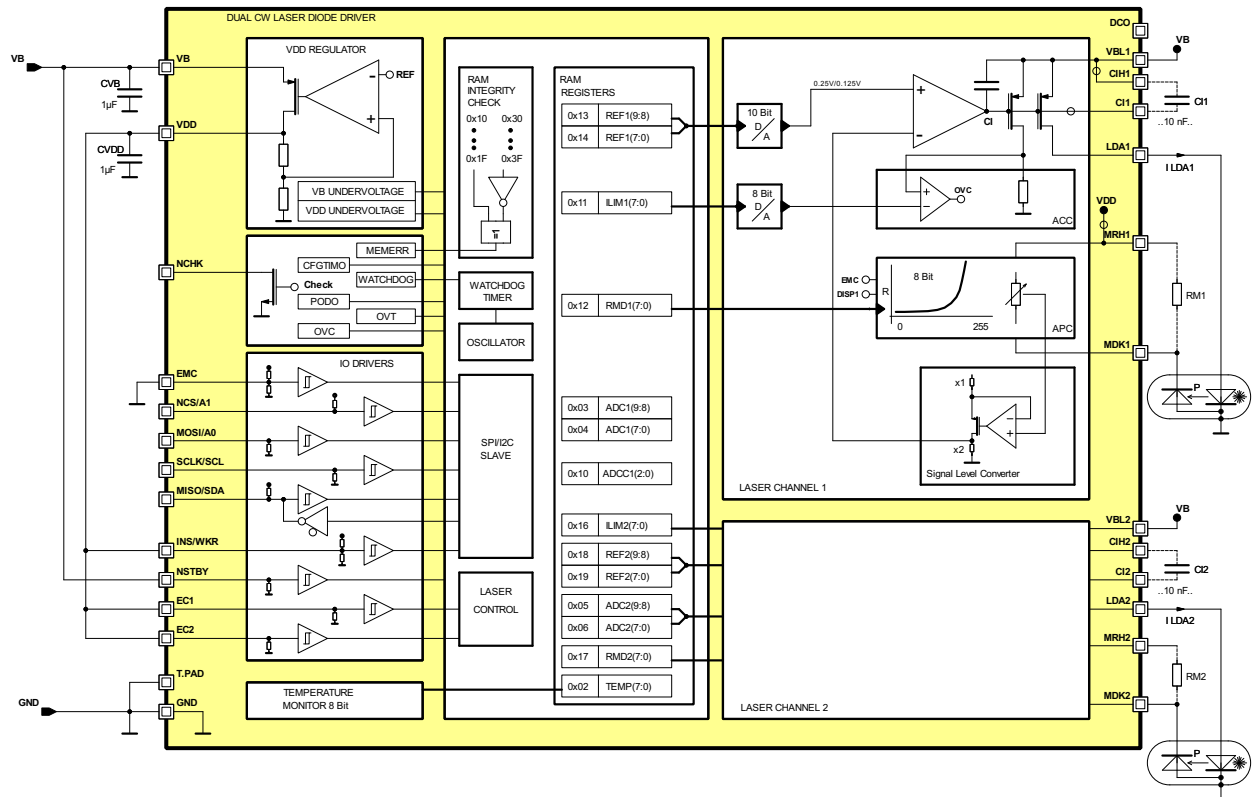 DUAL CW LASER DIODE DRIVER
VB
VB
CVB
1µF
VDD
CVDD
1µF
NCHK
EMC
NCS/A1
MOSI/A0
SCLK/SCL
MISO/SDA
INS/WKR
NSTBY
EC1
EC2
T.PAD
GND
GND
VDD REGULATOR
REF
-
+
VB UNDERVOLTAGE
VDD UNDERVOLTAGE
MEMERR
CFGTIMO
WATCHDOG
Check
PODO
OVT
OVC
IO DRIVERS
TEMPERATURE
MONITOR 8 Bit
RAM
INTEGRITY
CHECK
0x10 0x30
0x1F 0x3F
=1
WATCHDOG
TIMER
OSCILLATOR
SPI/I2C
SLAVE
LASER
CONTROL
RAM
REGISTERS
0x13 REF1(9:8)
0x14 REF1(7:0)
0x11 ILIM1(7:0)
0x12 RMD1(7:0)
0x03 ADC1(9:8)
0x04 ADC1(7:0)
0x10 ADCC1(2:0)
0x16 ILIM2(7:0)
0x18 REF2(9:8)
0x19 REF2(7:0)
0x05 ADC2(9:8)
0x06 ADC2(7:0)
0x17 RMD2(7:0)
0x02 TEMP(7:0)
10 Bit
D
A
0.25V/0.125V
+
-
CI
8 Bit
D
A
+
-
OVC
ACC
EMC
DISP1
R
8 Bit
0 255
APC
x1
-
+
x2
Signal Level Converter
LASER CHANNEL 1
LASER CHANNEL 2
DCO
VB
VBL1
CIH1
CI1
CI1
..10 nF..
LDA1
I LDA1
VDD
MRH1
RM1
MDK1
P
VB
VBL2
CIH2
CI2
CI2
..10 nF..
LDA2
I LDA2
MRH2
RM2
MDK2
P